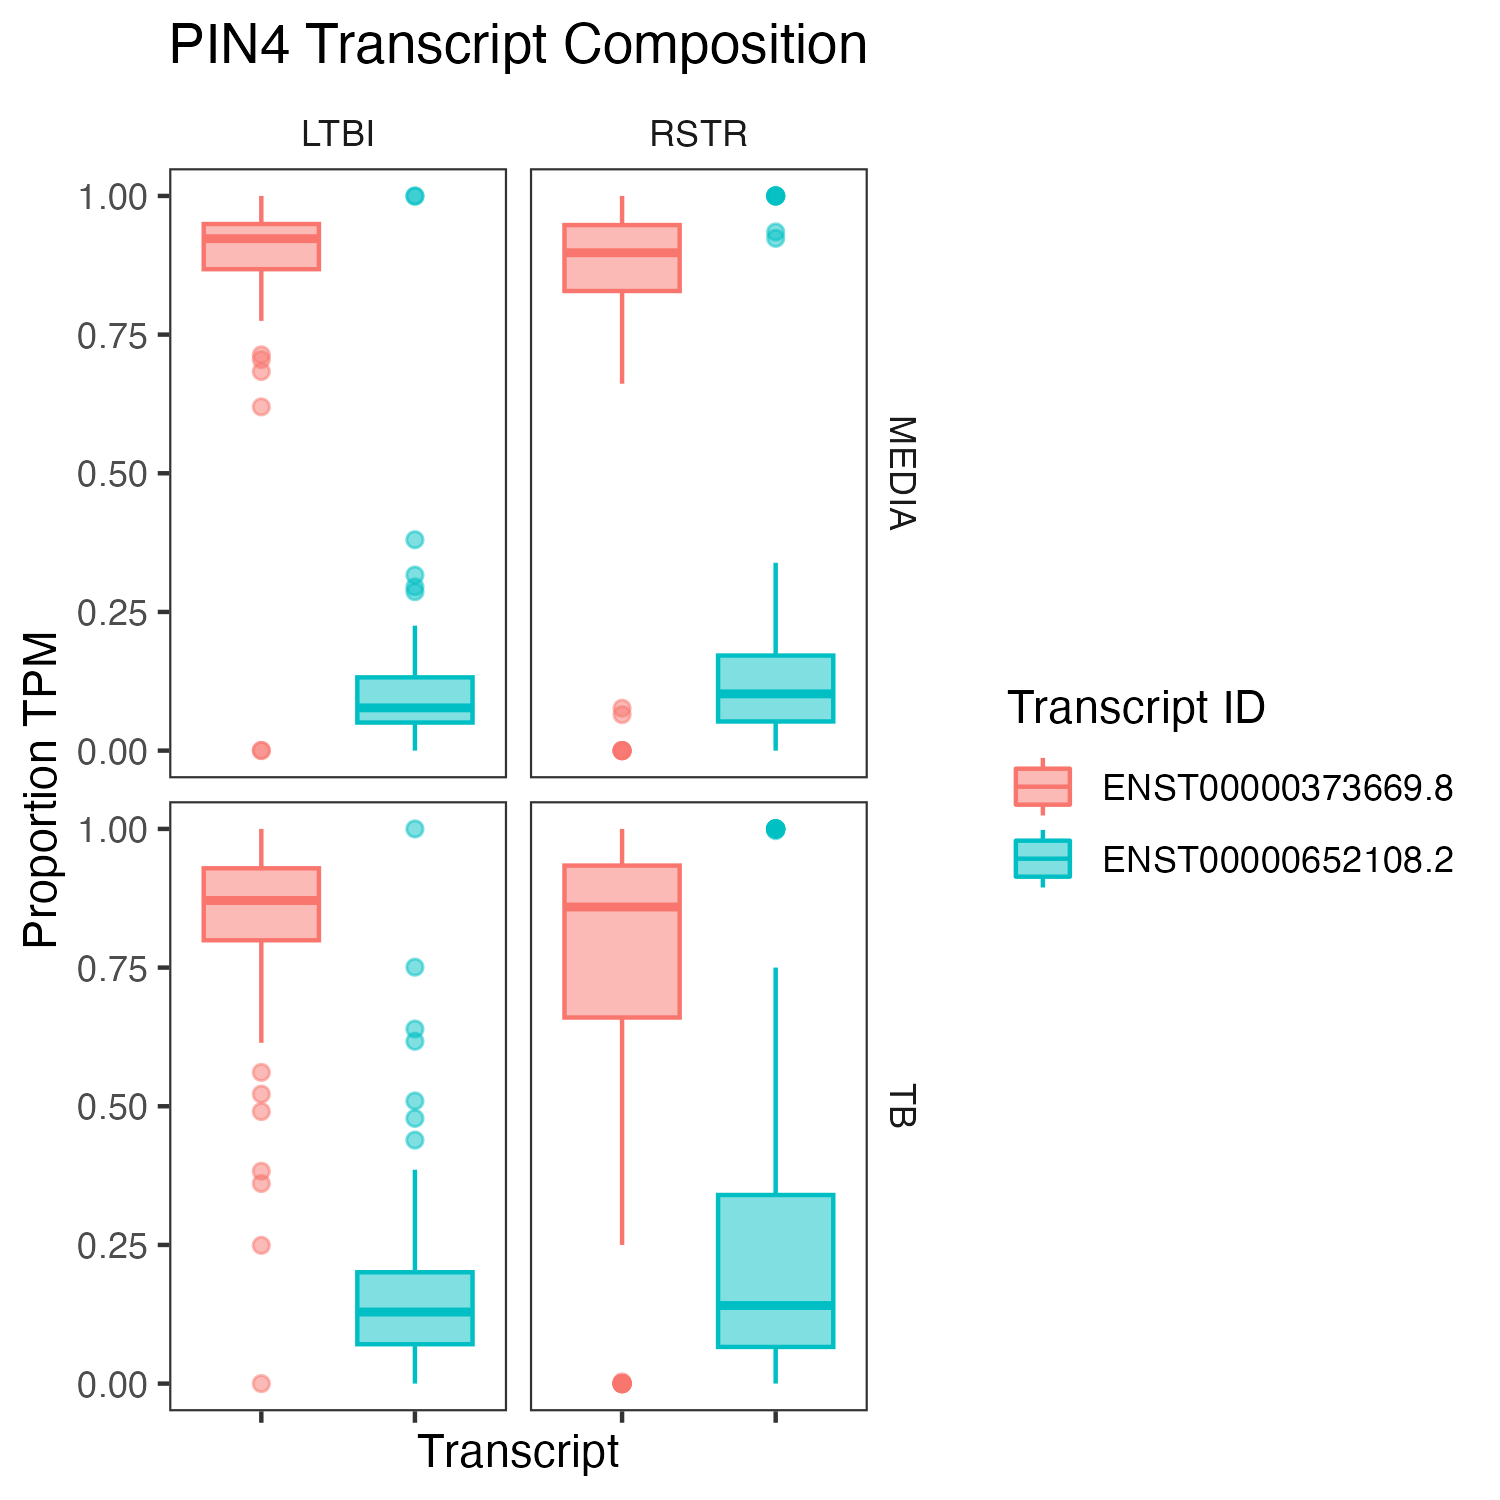 PIN4 Transcript Composition
LTBI
RSTR
1.00
0.75
0.50
0.25
0.00
MEDIA
1.00
0.75
0.50
0.25
0.00
TB
Proportion TPM
Transcript
Transcript ID
ENST00000373669.8
ENST00000652108.2